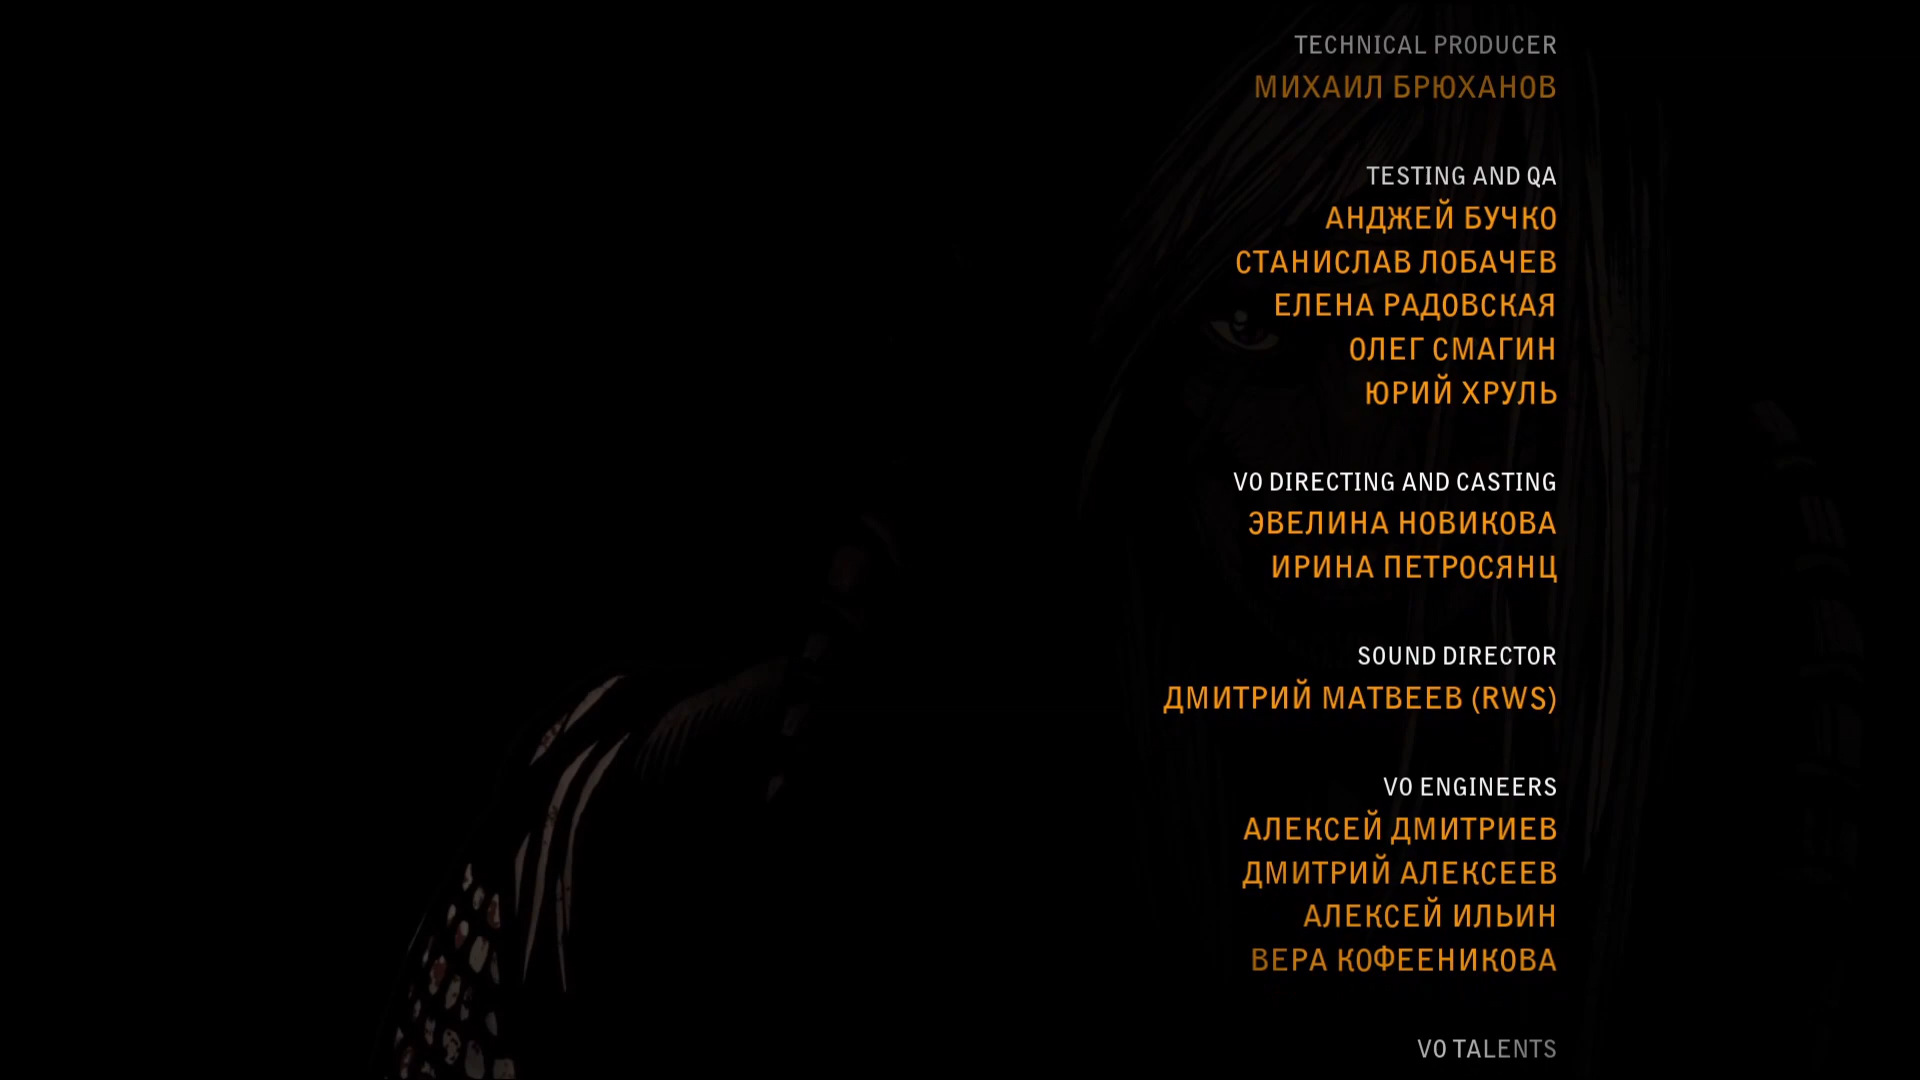 TECHNICAL PRODUCER
МИХАИЛ БРЮХАНОВ
TESTING AND QA
АНДЖЕЙ БУЧКО
СТАНИСЛАВ ЛОБАЧЕВ
ЕЛЕНА РАДОВСКАЯ
ОЛЕГ СМАГИН
ЮРИЙ ХРУЛЬ
VO DIRECTING AND CASTING
ЭВЕЛИНА НОВИКОВА
ИРИНА ПЕТРОСЯНЦ
SOUND DIRECTOR
ДМИТРИЙ МАТВЕЕВ (RWS)
VO ENGINEERS
АЛЕКСЕЙ ДМИТРИЕВ
ДМИТРИЙ АЛЕКСЕЕВ
АЛЕКСЕЙ ИЛЬИН
ВЕРА КОФЕЕНИКОВА
VO TALENTS